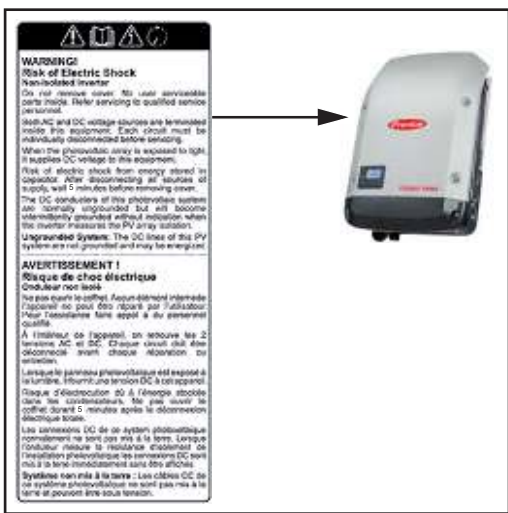 WARNING!
Risk of Electric Shock
Non-isolated Inverter
Do not remove cover. No user serviceable
parts inside. Refer servicing to qualified service
personnel.
Both AC and DC voltage sources are terminated
inside this equipment. Each circuit must be
individually disconnected before servicing.
When the photovoltaic array is exposed to light,
it supplies DC voltage to this equipment.
Risk of electric shock from energy stored in
capacitor. After disconnecting all sources of
supply, wait 5 minutes before removing cover.
The DC conductors of this photovoltaic system
are normally ungrounded but will become
intermittently grounded without indication when
the inverter measures the PV array isolation.
Ungrounded System: The DC lines of this PV
system are not grounded and may be energized.
AVERTISSEMENT !
Risque de choc électrique
Onduleur non isolé
Ne pas ouvrir le coffret. Aucun élément interne de
l'appareil ne peut être réparé par l'utilisateur.
Pour l'assistance faire appel à du personnel
qualifié.
À l'intérieur de l'appareil, on retrouve les 2
tensions AC et DC. Chaque circuit doit être
déconnecté avant chaque réparation ou
entretien.
Lorsque le panneau photovoltaïque est exposé à
la lumière, il fournit une tension DC à cet appareil.
Risque d'électrocution dû à l'énergie stockée
dans les condensateurs. Ne pas ouvrir le
coffret durant 5 minutes après la déconnexion
électrique totale.
Les connexions DC de ce system photovoltaïque
normalement ne sont pas mis à la terre. Lorsque
l'onduleur mesure la résistance d'isolement de
l'installation photovoltaïque les connexions DC sont
mis à la terre immédiatement sans être affichés.
Système non mis à la terre : Les câbles DC de
ce système photovoltaïque ne sont pas mis à la
terre et peuvent être sous tension.
Fronius